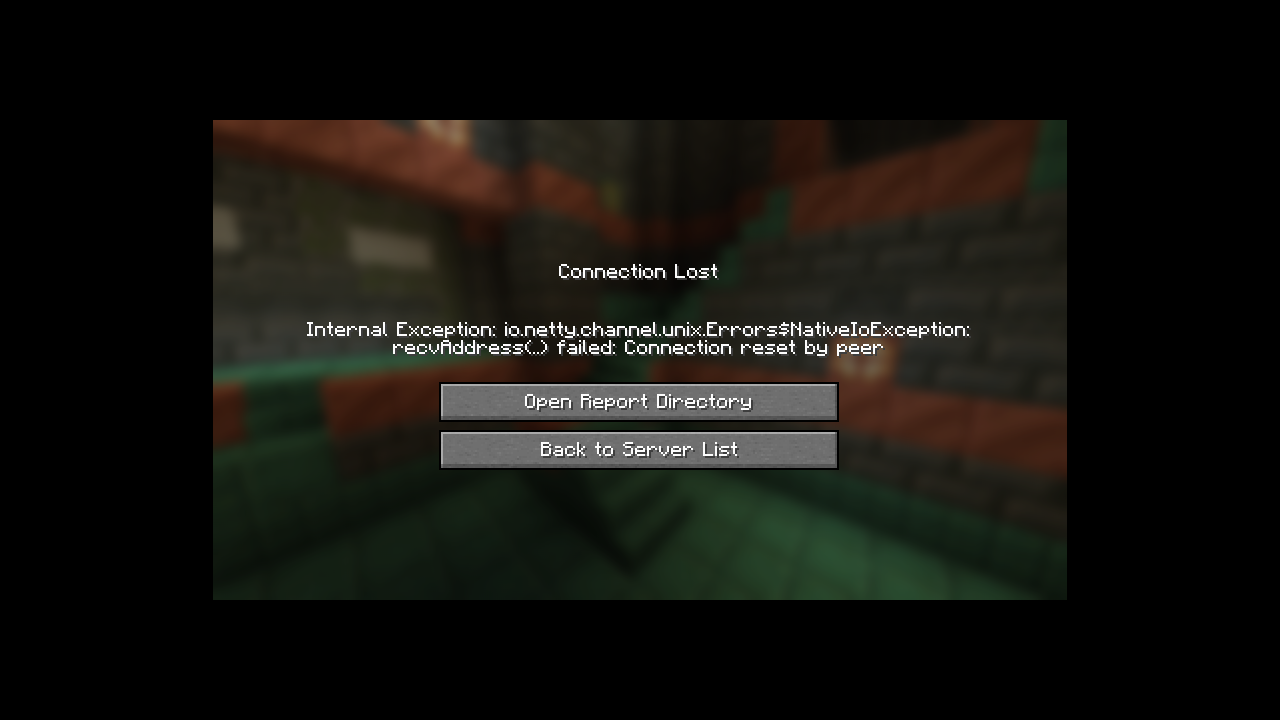 Connection Lost
Internal Exception: io.netty.channel.unix.Errors$NativeIoException:
recvAddress(..) failed: Connection reset by peer
Open Report Directory
Back to Server List